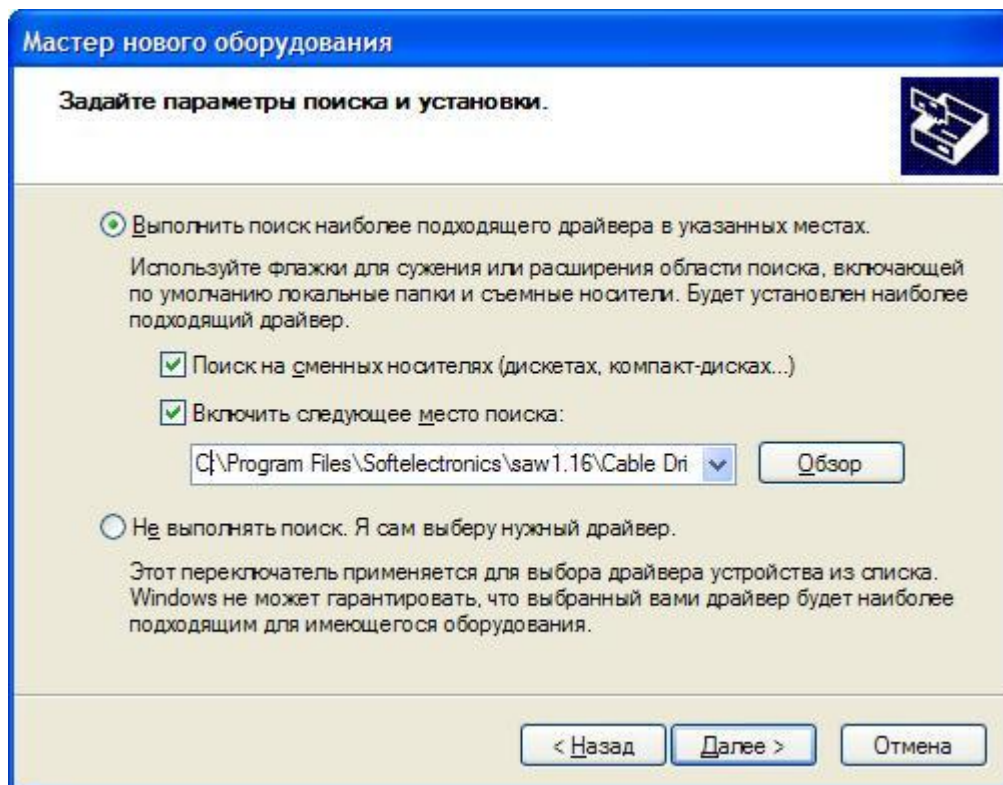 Мастер нового оборудования
Задайте параметры поиска и установки.
Выполнить поиск наиболее подходящего драйвера в указанных местах.
Используйте флажки для сужения или расширения области поиска, включающей
по умолчанию локальные папки и съемные носители. Будет установлен наиболее
подходящий драйвер.
Поиск на сменных носителях (дискетах, компакт-дисках...)
Включить следующее место поиска:
C:\Program Files\Softelectronics\saw1.16\Cable Dri
Обзор
Не выполнять поиск. Я сам выберу нужный драйвер.
Этот переключатель применяется для выбора драйвера устройства из списка.
Windows не может гарантировать, что выбранный вами драйвер будет наиболее
подходящим для имеющегося оборудования.
< Назад
Далее >
Отмена